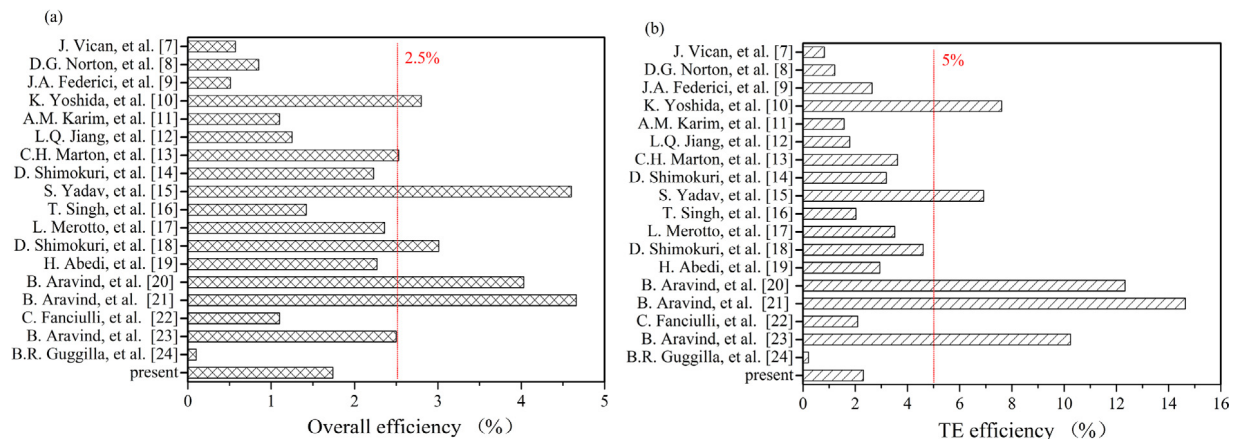 (a)
2.5%
J. Vican, et al. [7]
D.G. Norton, et al. [8]
J.A. Federici, et al. [9]
K. Yoshida, et al. [10]
A.M. Karim, et al. [11]
L.Q. Jiang, et al. [12]
C.H. Marton, et al. [13]
D. Shimokuri, et al. [14]
S. Yadav, et al. [15]
T. Singh, et al. [16]
L. Merotto, et al. [17]
D. Shimokuri, et al. [18]
H. Abedi, et al. [19]
B. Aravind, et al. [20]
B. Aravind, et al. [21]
C. Fanciulli, et al. [22]
B. Aravind, et al. [23]
B.R. Guggilla, et al. [24]
present
0 1 2 3 4 5
Overall efficiency （%）
(b)
5%
J. Vican, et al. [7]
D.G. Norton, et al. [8]
J.A. Federici, et al. [9]
K. Yoshida, et al. [10]
A.M. Karim, et al. [11]
L.Q. Jiang, et al. [12]
C.H. Marton, et al. [13]
D. Shimokuri, et al. [14]
S. Yadav, et al. [15]
T. Singh, et al. [16]
L. Merotto, et al. [17]
D. Shimokuri, et al. [18]
H. Abedi, et al. [19]
B. Aravind, et al. [20]
B. Aravind, et al. [21]
C. Fanciulli, et al. [22]
B. Aravind, et al. [23]
B.R. Guggilla, et al. [24]
present
0 2 4 6 8 10 12 14 16
TE efficiency （%）